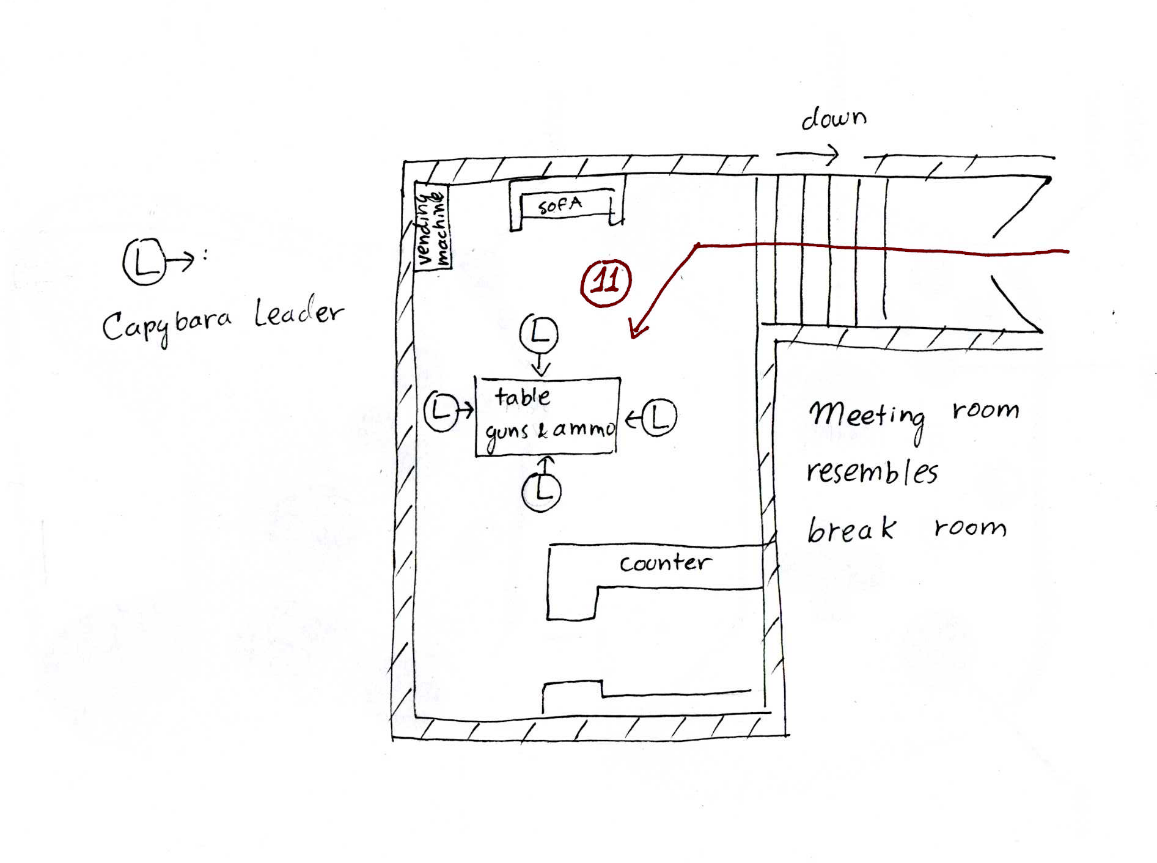 down
vending
machine
SOFA
L :
Capybara Leader
11
L
table
L
L
guns & ammo
L
Meeting room
resembles
break room
counter